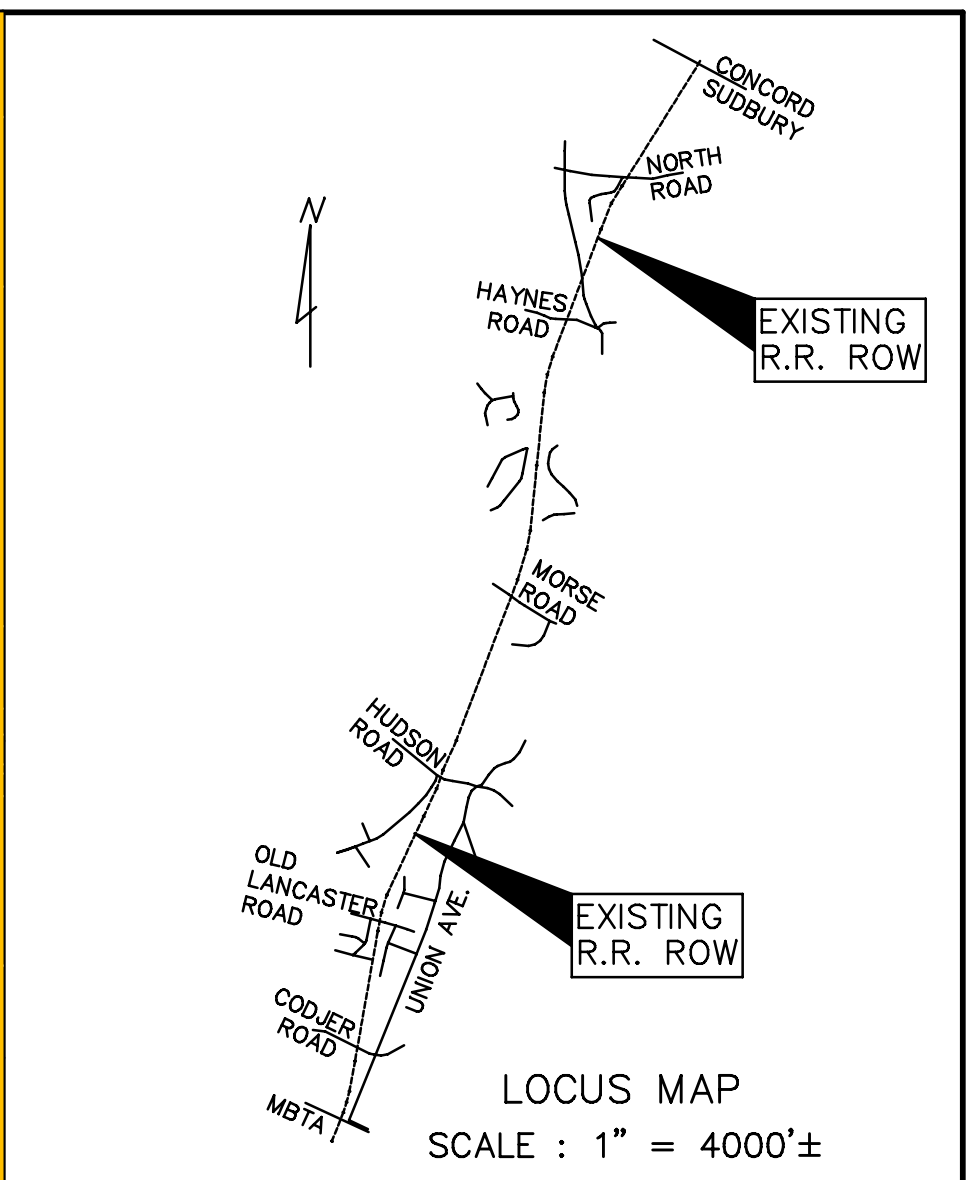 CONCORD
SUDBURY
NORTH
ROAD
N
HAYNES
ROAD
EXISTING
R.R. ROW
MORSE
ROAD
HUDSON
ROAD
OLD
LANCASTER
ROAD
UNION AVE.
EXISTING
R.R. ROW
CODJER
ROAD
MBTA
LOCUS MAP
SCALE : 1" = 4000'±